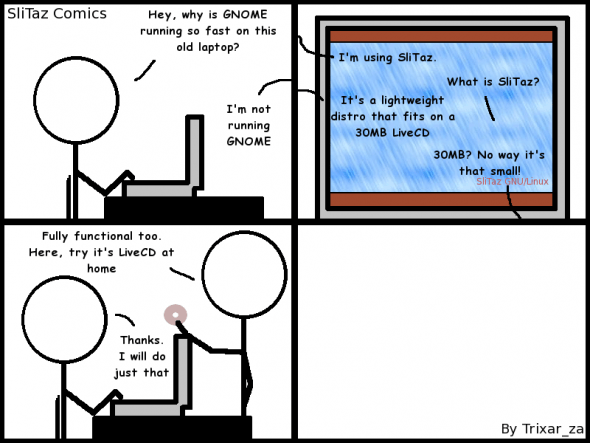 SliTaz Comics
Hey, why is GNOME
running so fast on this
old laptop?
I'm not
running
GNOME
I'm using SliTaz.
What is SliTaz?
It's a lightweight
distro that fits on a
30MB LiveCD
30MB? No way it's
that small!
SliTaz GNU/Linux
Fully functional too.
Here, try it's LiveCD at
home
Thanks.
I will do
just that
By Trixar_za